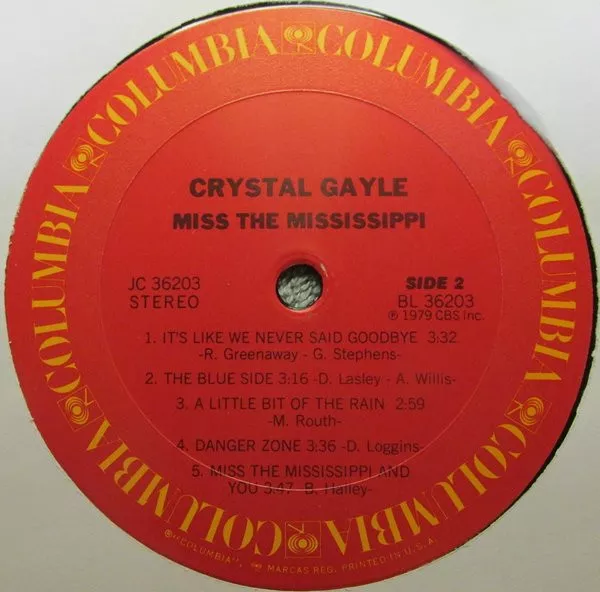 COLUMBIA COLUMBIA COLUMBIA COLUMBIA COLUMBIA COLUMBIA COLUMBIA COLUMBIA
CRYSTAL GAYLE
MISS THE MISSISSIPPI
JC 36203
STEREO
SIDE 2
BL 36203
℗ 1979 CBS Inc.
1. IT'S LIKE WE NEVER SAID GOODBYE 3:32
-R. Greenaway - G. Stephens-
2. THE BLUE SIDE 3:16 -D. Lasley - A. Willis-
3. A LITTLE BIT OF THE RAIN 2:59
-M. Routh-
4. DANGER ZONE 3:36 -D. Loggins-
5. MISS THE MISSISSIPPI AND
YOU 3:47 -B. Halley-
®"COLUMBIA", MARCAS REG. PRINTED IN U.S.A.